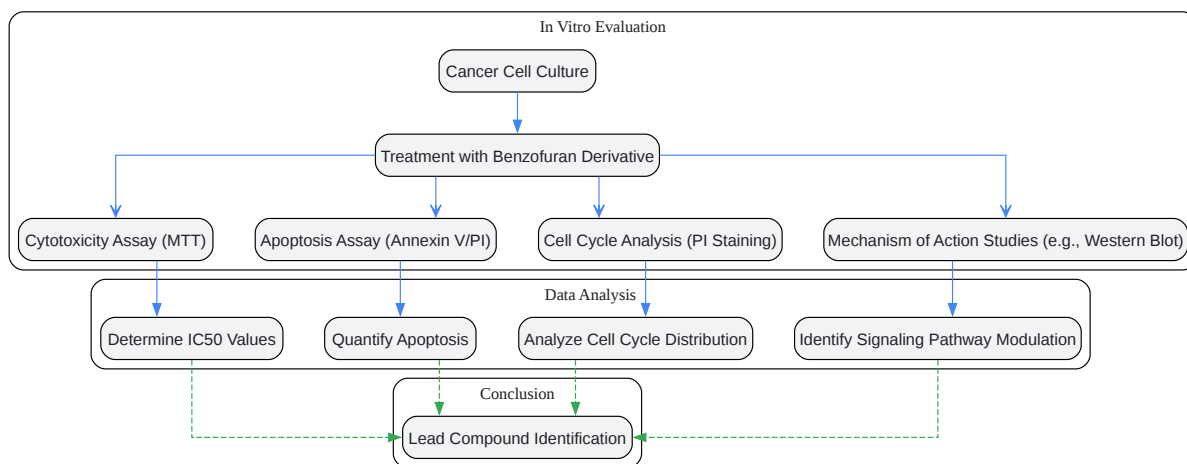 In Vitro Evaluation
Cancer Cell Culture
Treatment with Benzofuran Derivative
Cytotoxicity Assay (MTT)
Apoptosis Assay (Annexin V/PI)
Cell Cycle Analysis (PI Staining)
Mechanism of Action Studies (e.g., Western Blot)
Data Analysis
Determine IC50 Values
Quantify Apoptosis
Analyze Cell Cycle Distribution
Identify Signaling Pathway Modulation
Conclusion
Lead Compound Identification